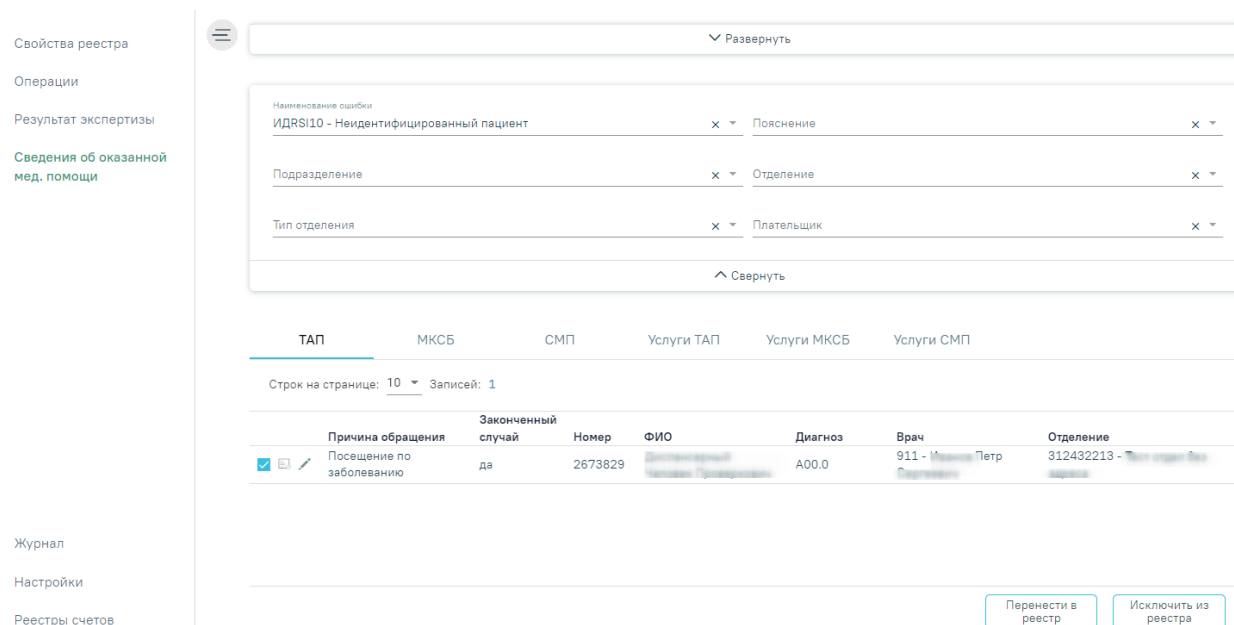 Свойства реестра
Операции
Результат экспертизы
Сведения об оказанной
мед. помощи
Журнал
Настройки
Реестры счетов
Развернуть
Наименование ошибки
ИДRSI10 - Неидентифицированный пациент
Пояснение
Подразделение
Отделение
Тип отделения
Плательщик
Свернуть
ТАП МКСБ СМП Услуги ТАП Услуги МКСБ Услуги СМП
Строк на странице: 10 Записей: 1
Законченный
Причина обращения случай Номер ФИО Диагноз Врач Отделение
Посещение по 911 - Петр 312432213 -
да 2673829 A00.0
заболеванию
Перенести в
реестр
Исключить из
реестра